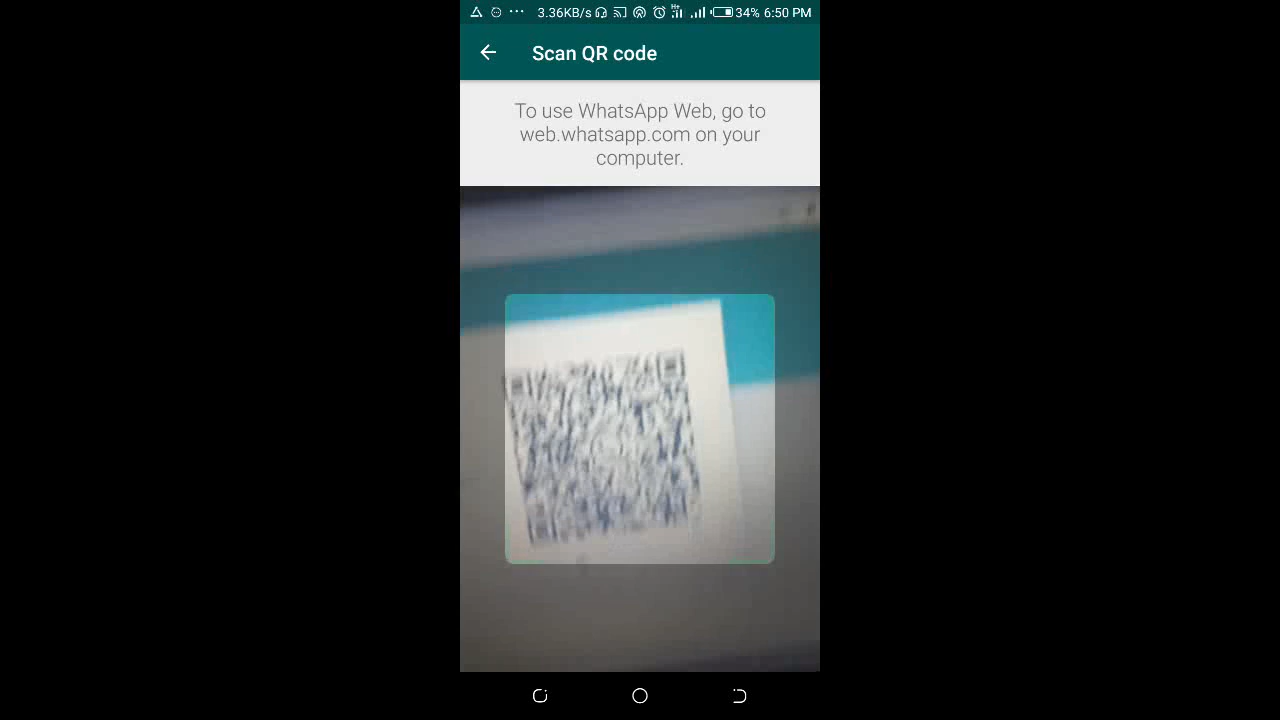 3.36KB/s H+ 34% 6:50 PM
Scan QR code
To use WhatsApp Web, go to
web.whatsapp.com on your
computer.